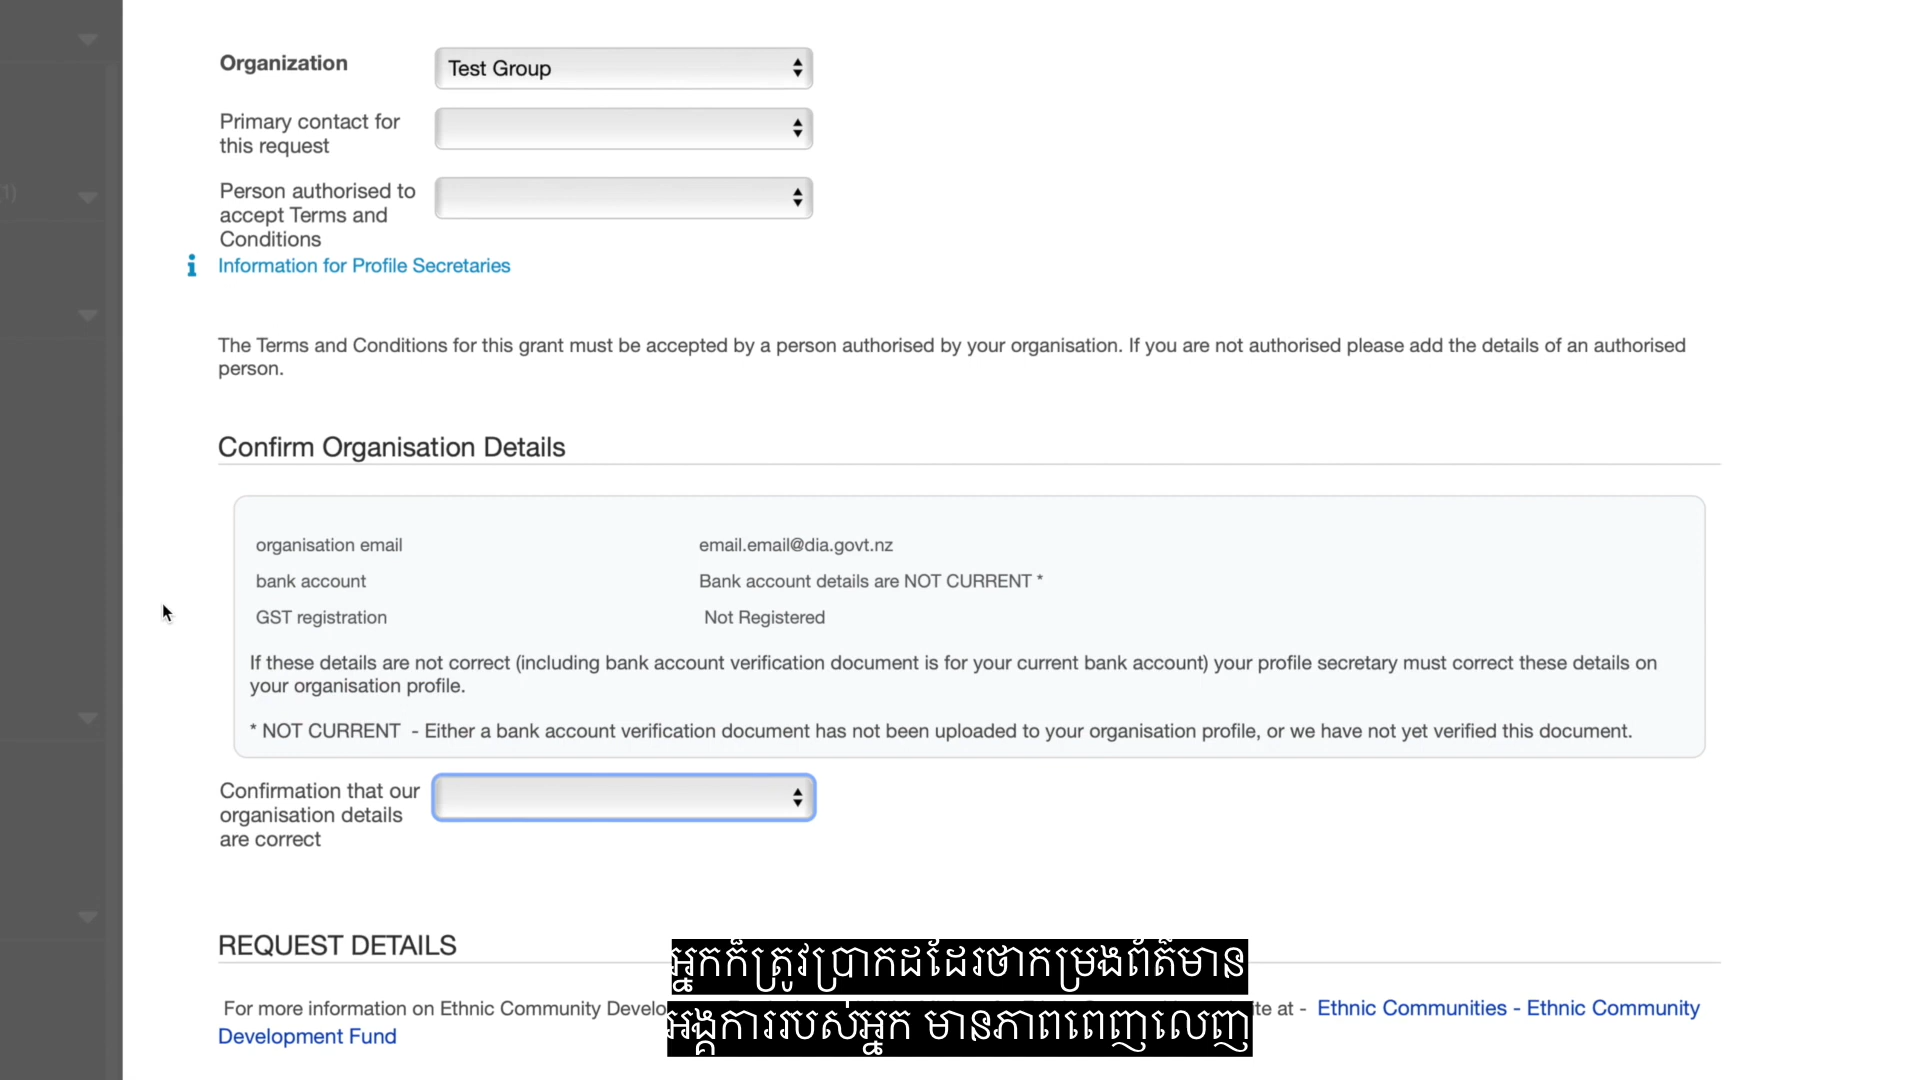 Organization
Test Group
Primary contact for
this request
Person authorised to
accept Terms and
Conditions
Information for Profile Secretaries
The Terms and Conditions for this grant must be accepted by a person authorised by your organisation. If you are not authorised please add the details of an authorised
person.
Confirm Organisation Details
organisation email email.email@dia.govt.nz
bank account Bank account details are NOT CURRENT *
GST registration Not Registered
If these details are not correct (including bank account verification document is for your current bank account) your profile secretary must correct these details on
your organisation profile.
* NOT CURRENT - Either a bank account verification document has not been uploaded to your organisation profile, or we have not yet verified this document.
Confirmation that our
organisation details
are correct
REQUEST DETAILS
For more information on Ethnic Community at - Ethnic Communities - Ethnic Community
Development Fund
អ្នកក៏ត្រូវប្រាកដដែរថាកម្រងព័ត៌មាន
អង្គការរបស់អ្នក មានភាពពេញលេញ